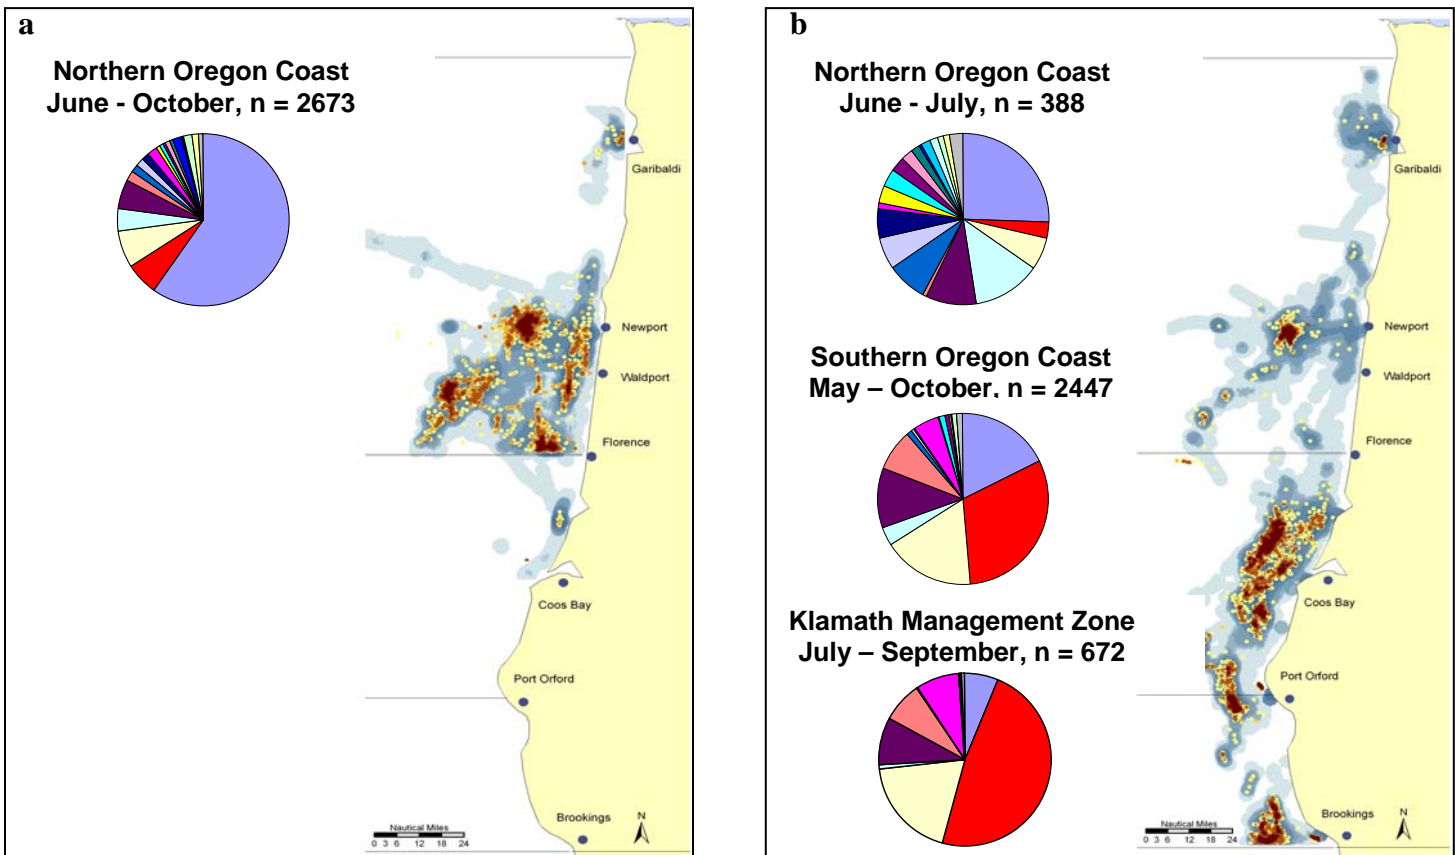 a
Northern Oregon Coast
June - October, n = 2673
Garibaldi
Newport
Waldport
Florence
Coos Bay
Port Orford
Brookings
Nautical Miles
0 3 6 12 18 24
N
b
Northern Oregon Coast
June - July, n = 388
Southern Oregon Coast
May – October, n = 2447
Klamath Management Zone
July – September, n = 672
Garibaldi
Newport
Waldport
Florence
Coos Bay
Port Orford
Brookings
Nautical Miles
0 3 6 12 18 24
N